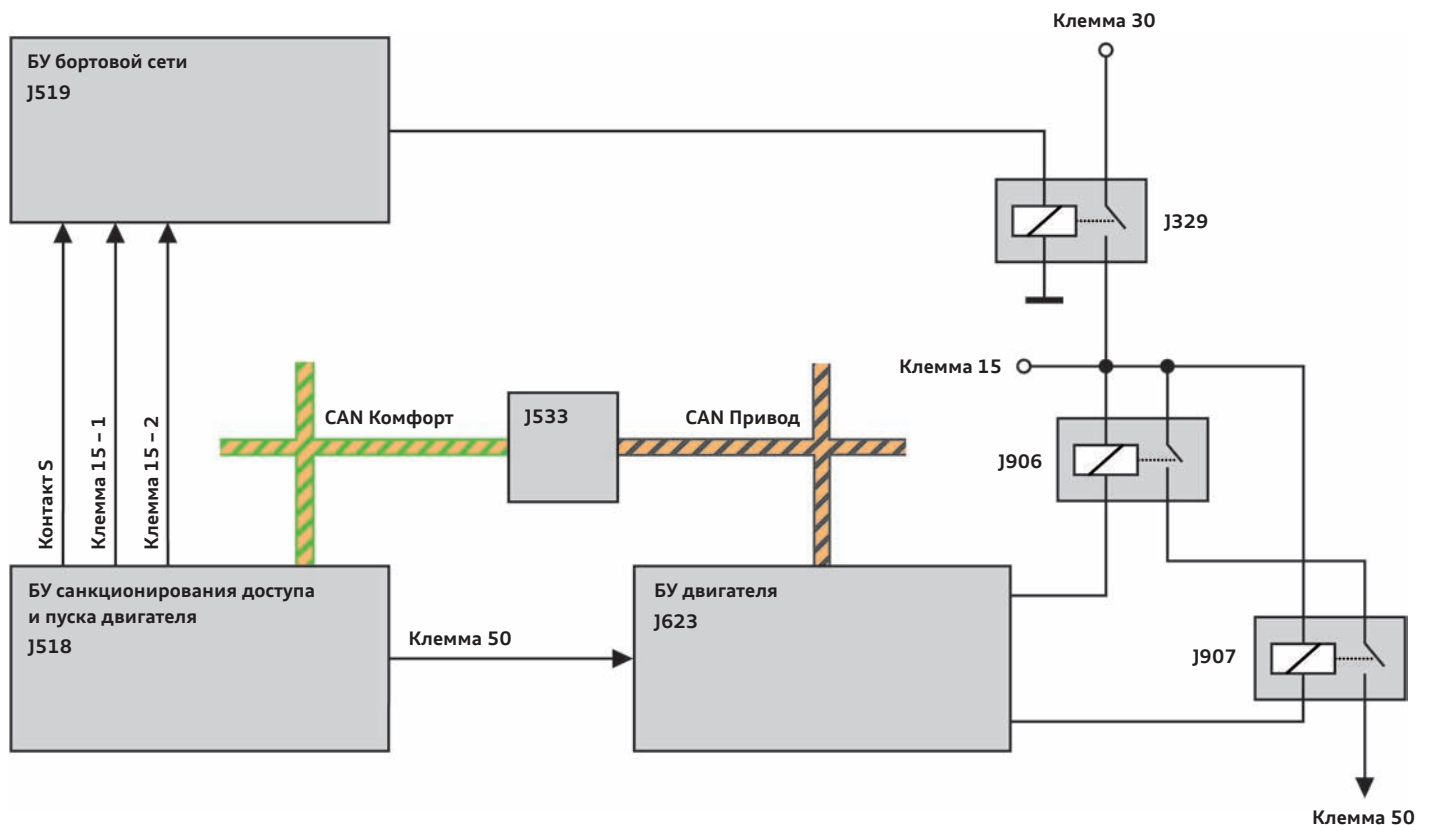 Клемма 30
БУ бортовой сети
J519
J329
Клемма 15
CAN Комфорт
J533
CAN Привод
J906
Контакт S
Клемма 15 – 1
Клемма 15 – 2
БУ санкционирования доступа
и пуска двигателя
J518
Клемма 50
БУ двигателя
J623
J907
Клемма 50